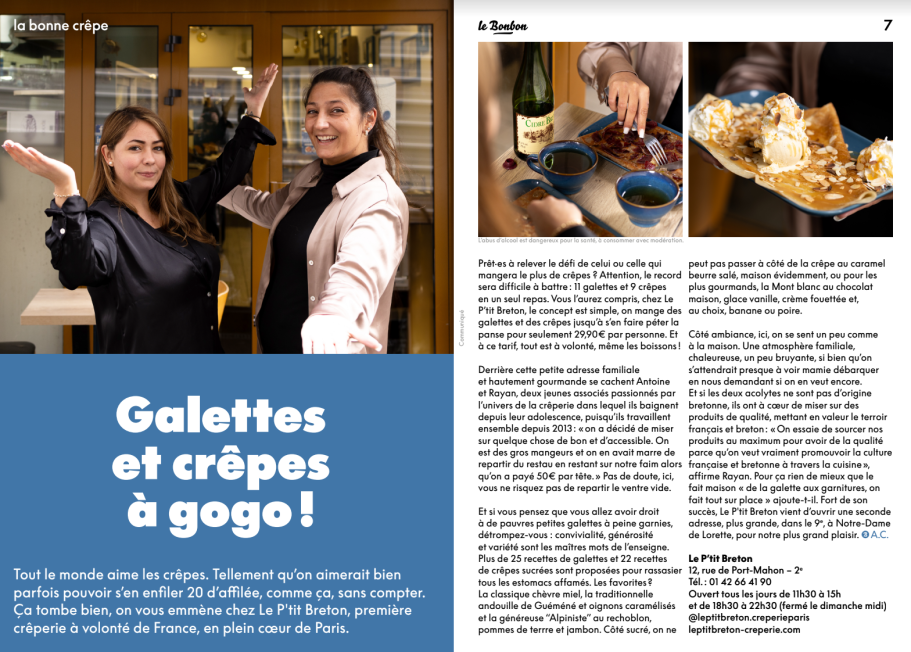 la bonne crêpe
Galettes
et crêpes
à gogo !
Tout le monde aime les crêpes. Tellement qu'on aimerait bien
parfois pouvoir s'en enfiler 20 d'affilée, comme ça, sans compter.
Ça tombe bien, on vous emmène chez Le P'tit Breton, première
crêperie à volonté de France, en plein cœur de Paris.
Communiqué
le Bonbon
7
CIDRE
L'abus d'alcool est dangereux pour la santé, à consommer avec modération.
Prêt·es à relever le défi de celui ou celle qui
mangera le plus de crêpes ? Attention, le record
sera difficile à battre : 11 galettes et 9 crêpes
en un seul repas. Vous l'aurez compris, chez Le
P'tit Breton, le concept est simple, on mange des
galettes et des crêpes jusqu'à s'en faire péter la
panse pour seulement 29,90€ par personne. Et
à ce tarif, tout est à volonté, même les boissons !
Derrière cette petite adresse familiale
et hautement gourmande se cachent Antoine
et Rayan, deux jeunes associés passionnés par
l'univers de la crêperie dans lequel ils baignent
depuis leur adolescence, puisqu'ils travaillent
ensemble depuis 2013 : « on a décidé de miser
sur quelque chose de bon et d'accessible. On
est des gros mangeurs et on en avait marre de
repartir du restau en restant sur notre faim alors
qu'on a payé 50€ par tête. » Pas de doute, ici,
vous ne risquez pas de repartir le ventre vide.
Et si vous pensez que vous allez avoir droit
à de pauvres petites galettes à peine garnies,
détrompez-vous : convivialité, générosité
et variété sont les maîtres mots de l'enseigne.
Plus de 25 recettes de galettes et 22 recettes
de crêpes sucrées sont proposées pour rassasier
tous les estomacs affamés. Les favorites ?
La classique chèvre miel, la traditionnelle
andouille de Guéméné et oignons caramélisés
et la généreuse "Alpiniste" au rechoblon,
pommes de terre et jambon. Côté sucré, on ne
peut pas passer à côté de la crêpe au caramel
beurre salé, maison évidemment, ou pour les
plus gourmands, la Mont blanc au chocolat
maison, glace vanille, crème fouettée et,
au choix, banane ou poire.
Côté ambiance, ici, on se sent un peu comme
à la maison. Une atmosphère familiale,
chaleureuse, un peu bruyante, si bien qu'on
s'attendrait presque à voir mamie débarquer
en nous demandant si on en veut encore.
Et si les deux acolytes ne sont pas d'origine
bretonne, ils ont à cœur de miser sur des
produits de qualité, mettant en valeur le terroir
français et breton : « On essaie de sourcer nos
produits au maximum pour avoir de la qualité
parce qu'on veut vraiment promouvoir la culture
française et bretonne à travers la cuisine »,
affirme Rayan. Pour ça rien de mieux que le
fait maison « de la galette aux garnitures, on
fait tout sur place » ajoute-t-il. Fort de son
succès, Le P'tit Breton vient d'ouvrir une seconde
adresse, plus grande, dans le 9e, à Notre-Dame
de Lorette, pour notre plus grand plaisir. A.C.
Le P'tit Breton
12, rue de Port-Mahon – 2e
Tél. : 01 42 66 41 90
Ouvert tous les jours de 11h30 à 15h
et de 18h30 à 22h30 (fermé le dimanche midi)
@leptitbreton.creperieparis
leptitbreton-creperie.com